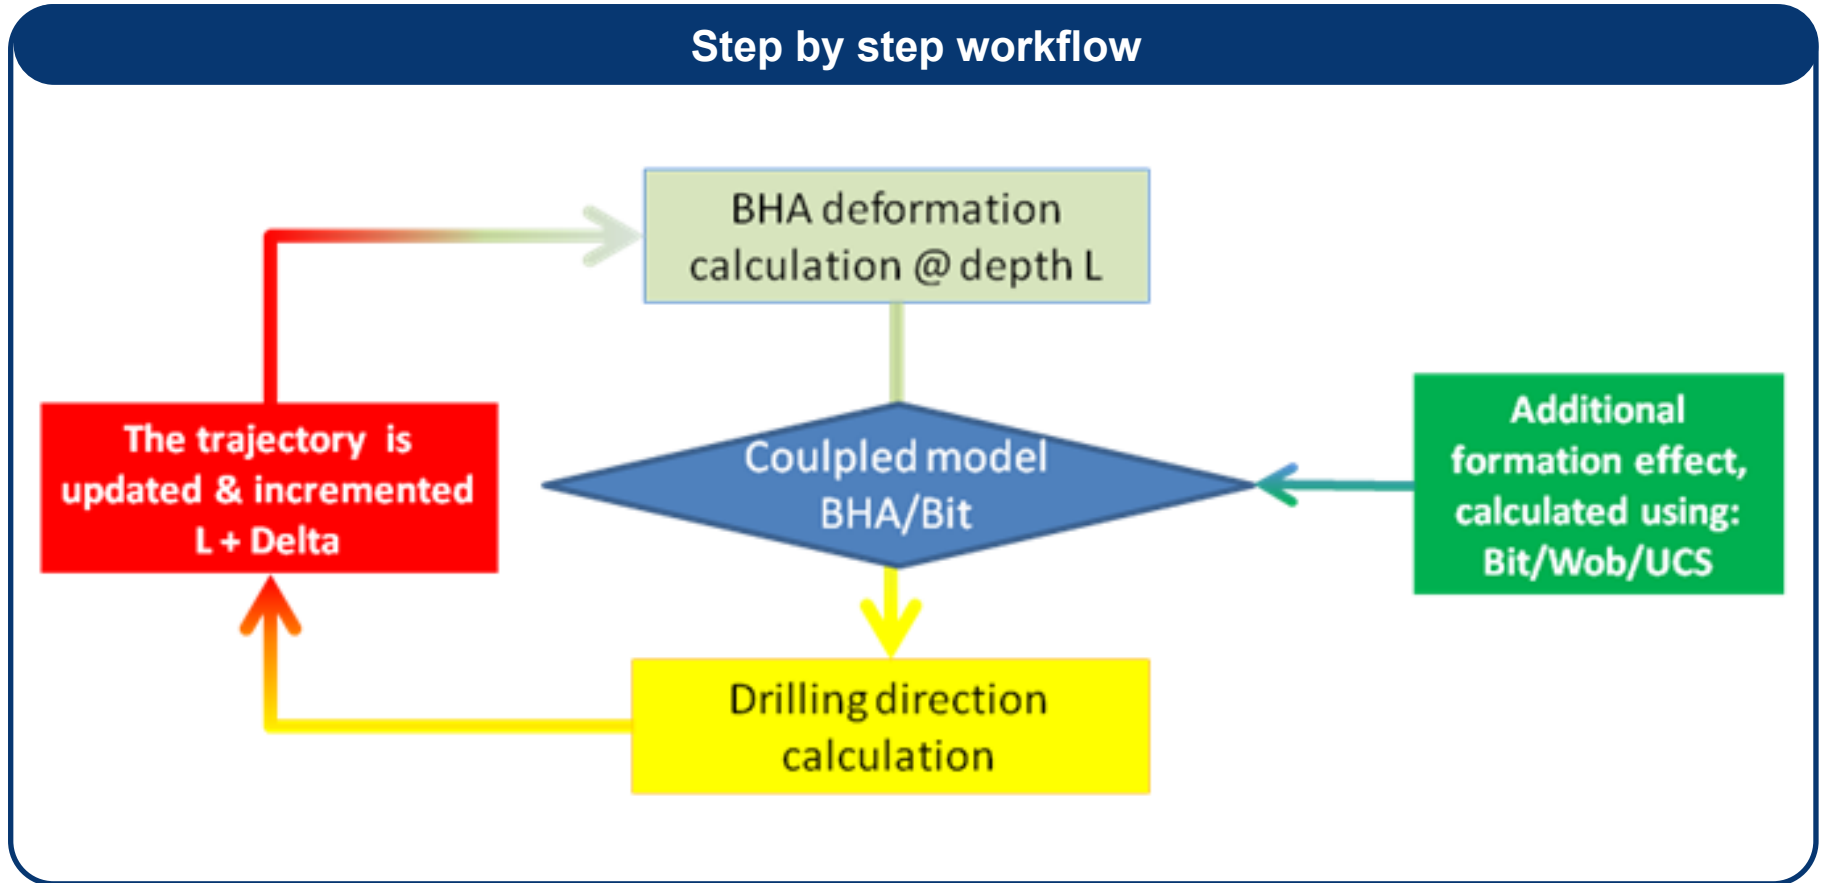 Step by step workflow
BHA deformation
calculation @ depth L
The trajectory is
updated & incremented
L + Delta
Coulpled model
BHA/Bit
Additional
formation effect,
calculated using:
Bit/Wob/UCS
Drilling direction
calculation